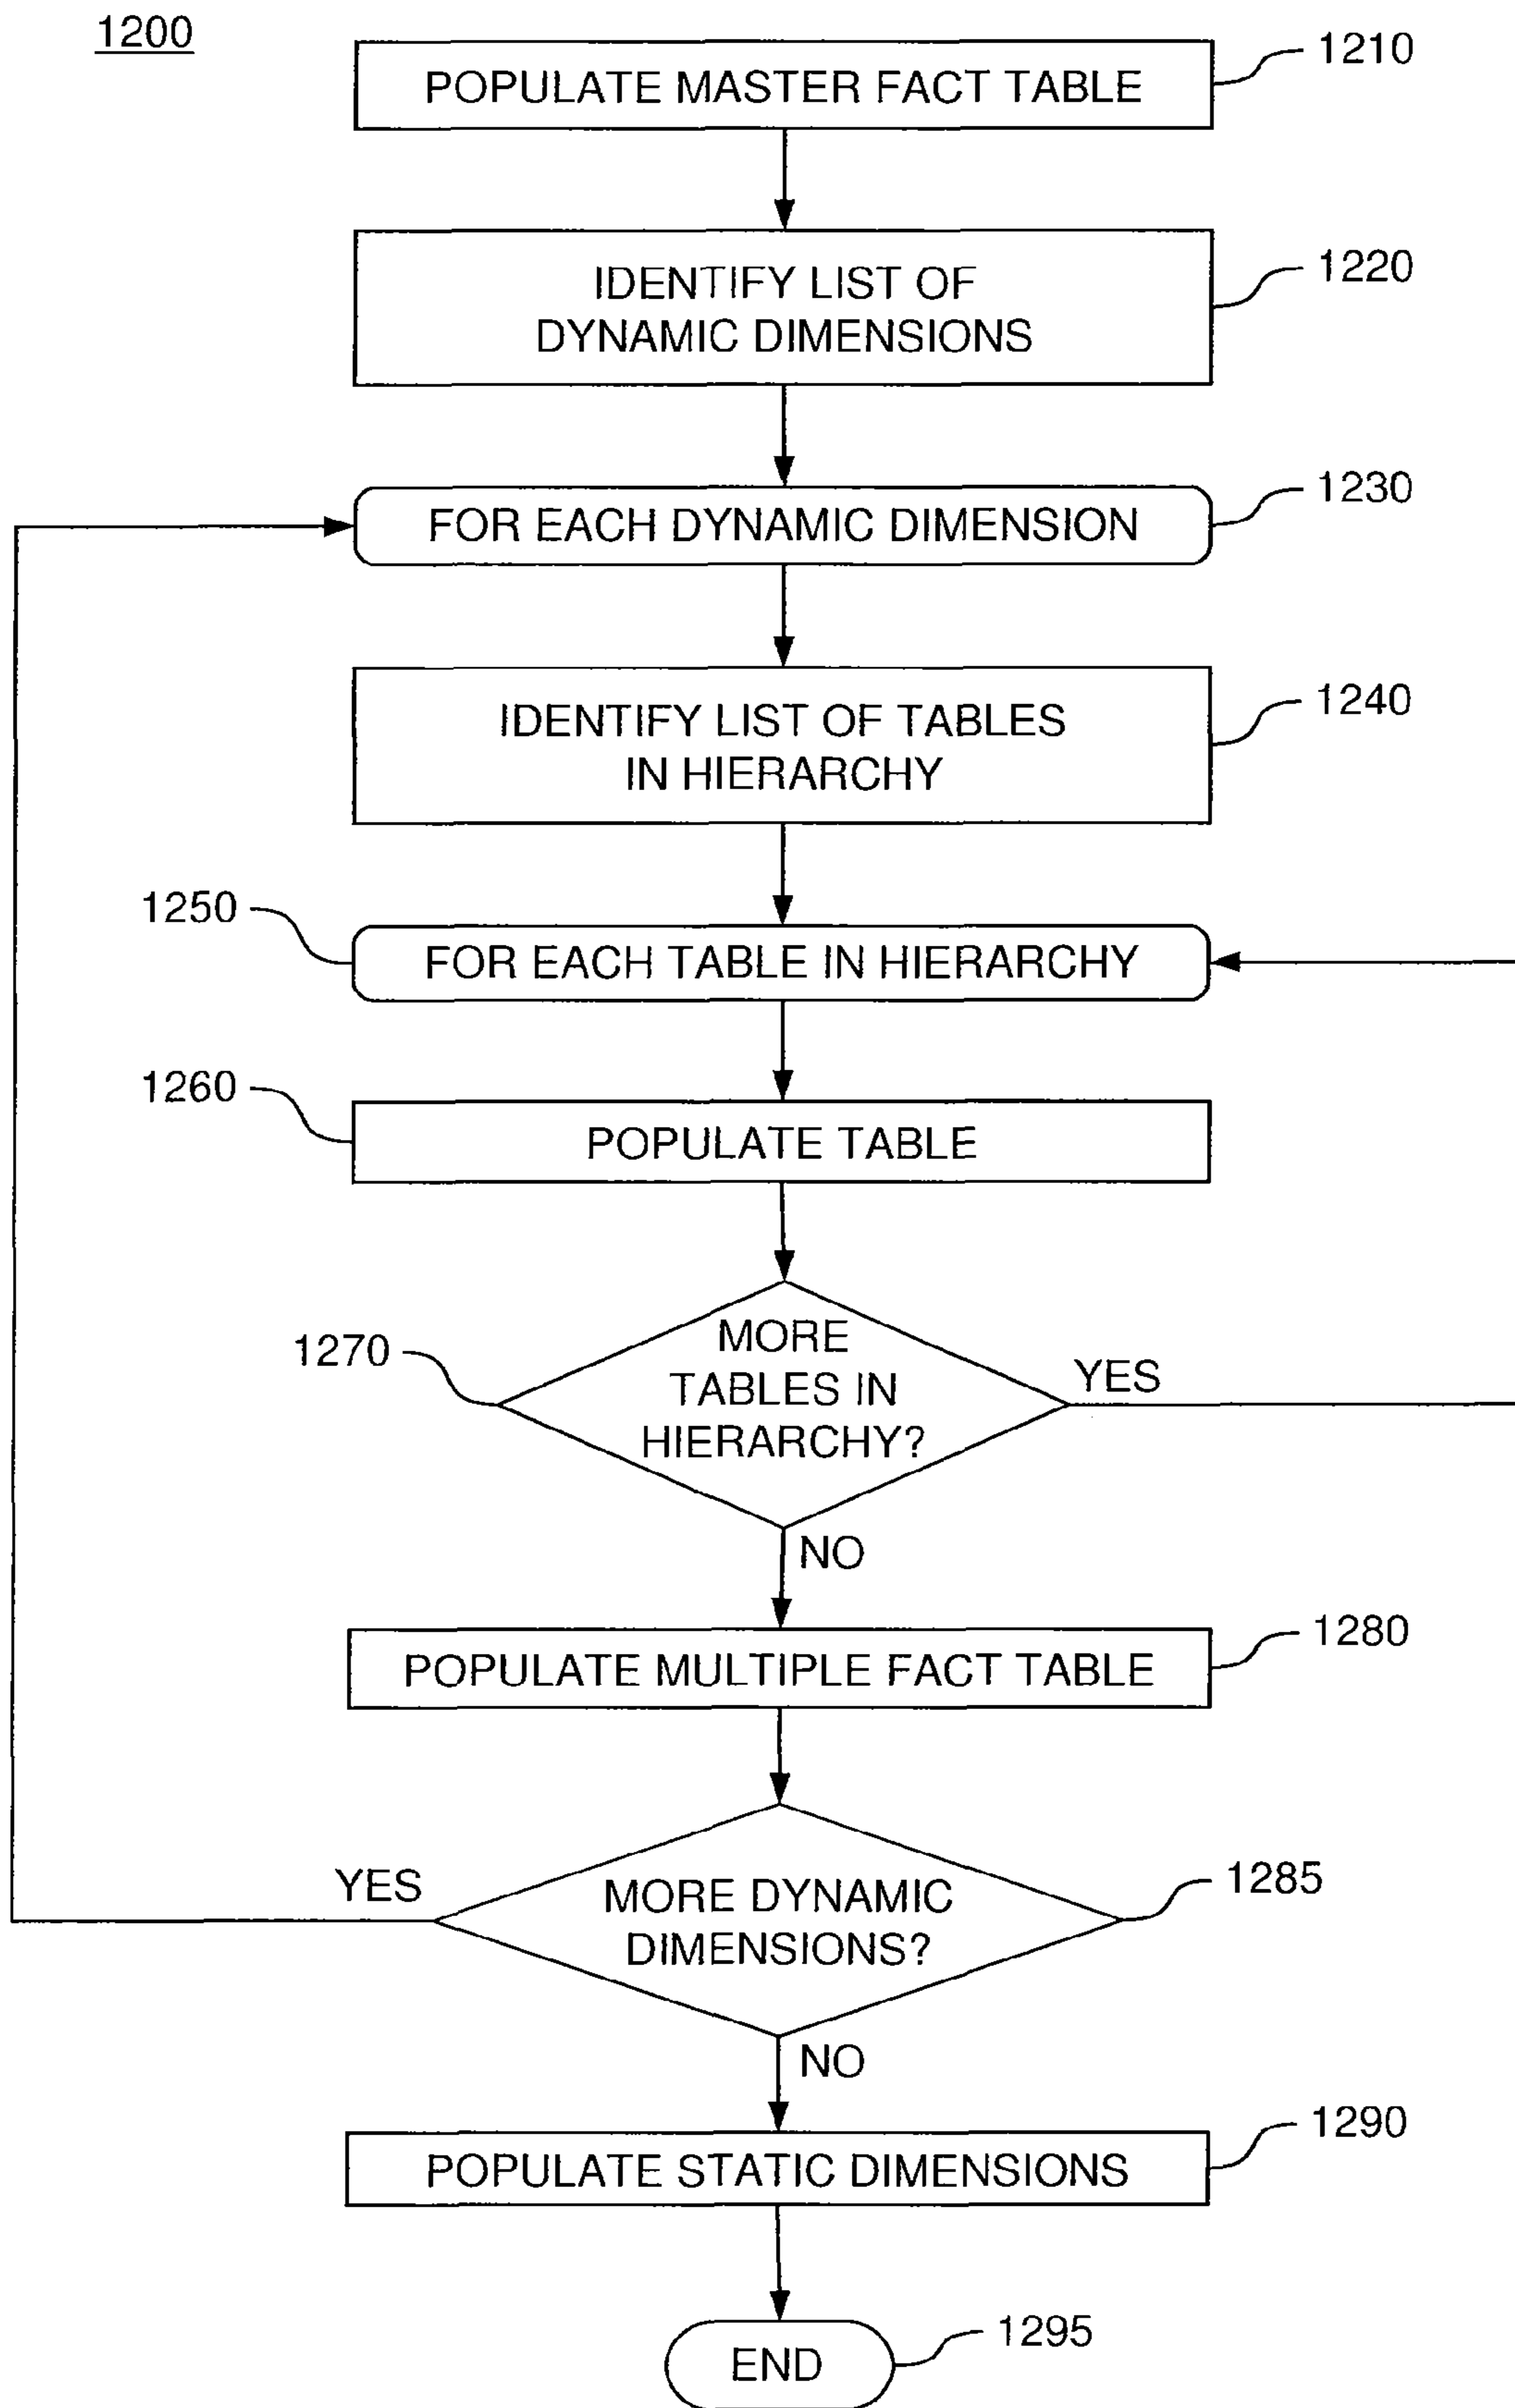 1200
POPULATE MASTER FACT TABLE
1210
IDENTIFY LIST OF
DYNAMIC DIMENSIONS
1220
FOR EACH DYNAMIC DIMENSION
1230
IDENTIFY LIST OF TABLES
IN HIERARCHY
1240
1250
FOR EACH TABLE IN HIERARCHY
1260
POPULATE TABLE
1270
MORE
TABLES IN
HIERARCHY?
YES
NO
POPULATE MULTIPLE FACT TABLE
1280
YES
MORE DYNAMIC
DIMENSIONS?
1285
NO
POPULATE STATIC DIMENSIONS
1290
END
1295